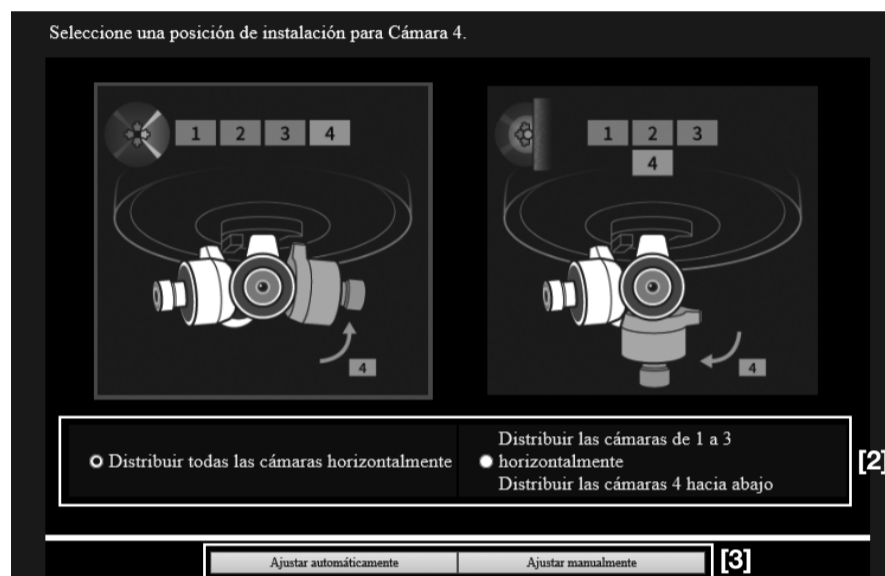 Seleccione una posición de instalación para Cámara 4.
1 2 3 4
1 2 3
4
4
4
Distribuir todas las cámaras horizontalmente
Distribuir las cámaras de 1 a 3
horizontalmente
Distribuir las cámaras 4 hacia abajo
[2]
Ajustar automáticamente
Ajustar manualmente
[3]